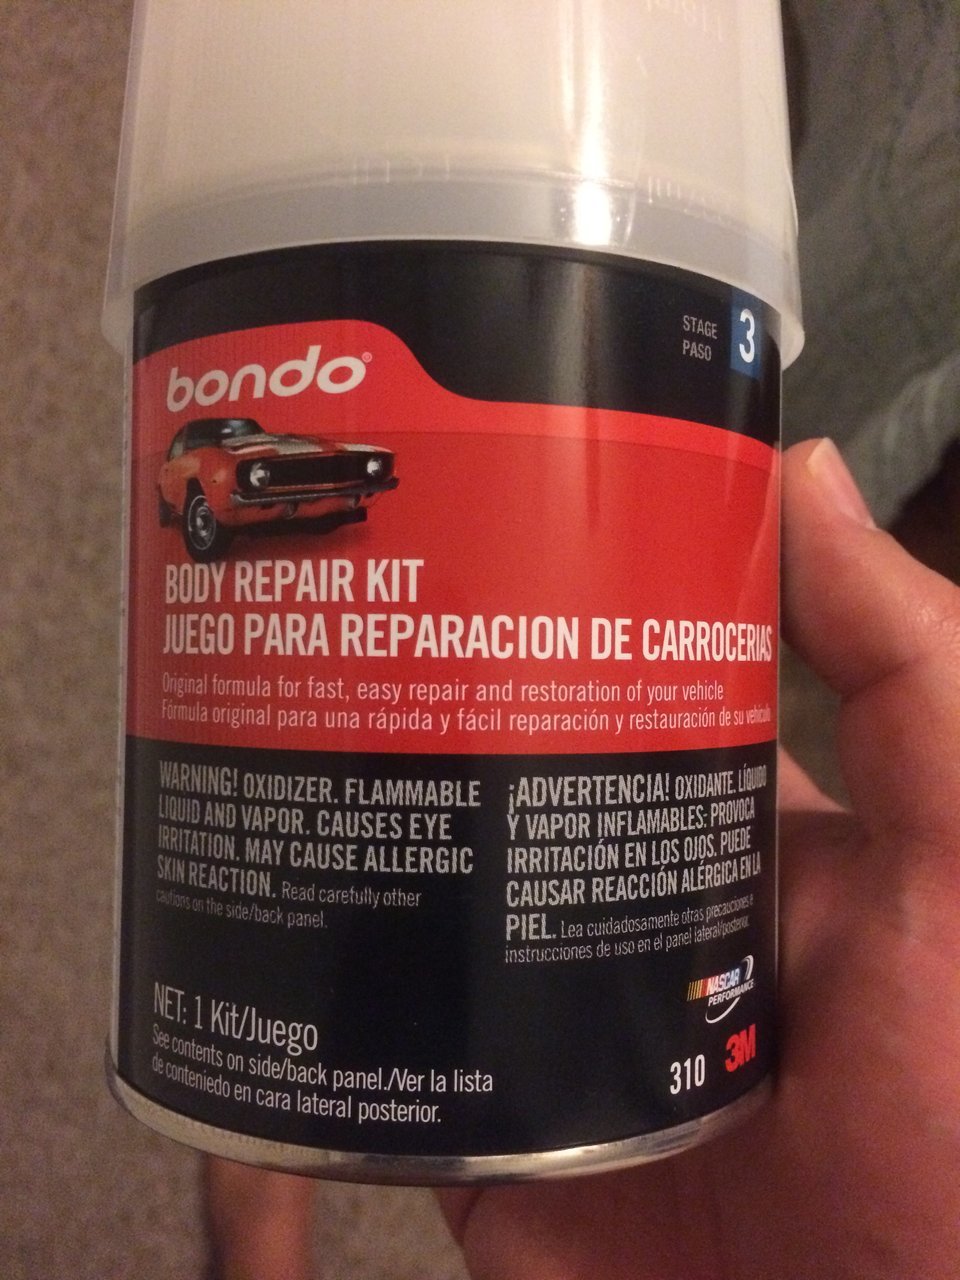 STAGE
PASO
3
bondo®
BODY REPAIR KIT
JUEGO PARA REPARACION DE CARROCERIAS
Original formula for fast, easy repair and restoration of your vehicle
Fórmula original para una rápida y fácil reparación y restauración de su vehículo
WARNING! OXIDIZER. FLAMMABLE
LIQUID AND VAPOR. CAUSES EYE
IRRITATION. MAY CAUSE ALLERGIC
SKIN REACTION. Read carefully other
cautions on the side/back panel.
¡ADVERTENCIA! OXIDANTE. LÍQUIDO
Y VAPOR INFLAMABLES: PROVOCA
IRRITACIÓN EN LOS OJOS. PUEDE
CAUSAR REACCIÓN ALÉRGICA EN LA
PIEL. Lea cuidadosamente otras precauciones e
instrucciones de uso en el panel lateral/posterior.
NET: 1 Kit/Juego
See contents on side/back panel./Ver la lista
de conteniedo en cara lateral posterior.
NASCAR
PERFORMANCE
310
3M